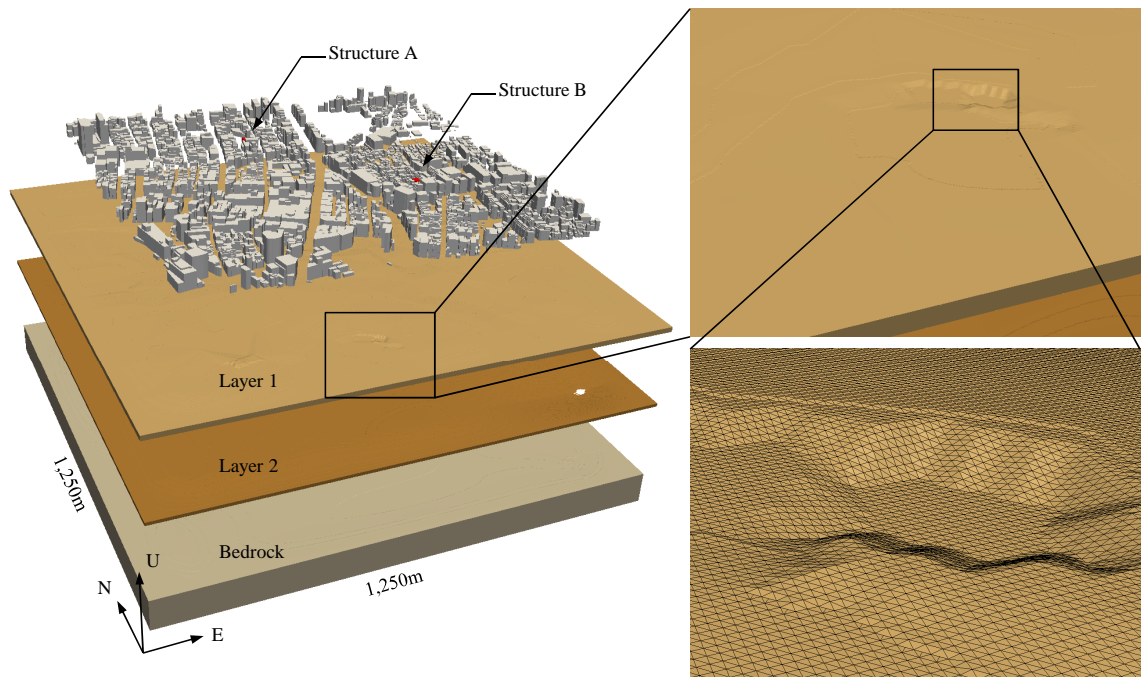 Structure A
Structure B
Layer 1
Layer 2
1,250m
Bedrock
U
1,250m
N
E